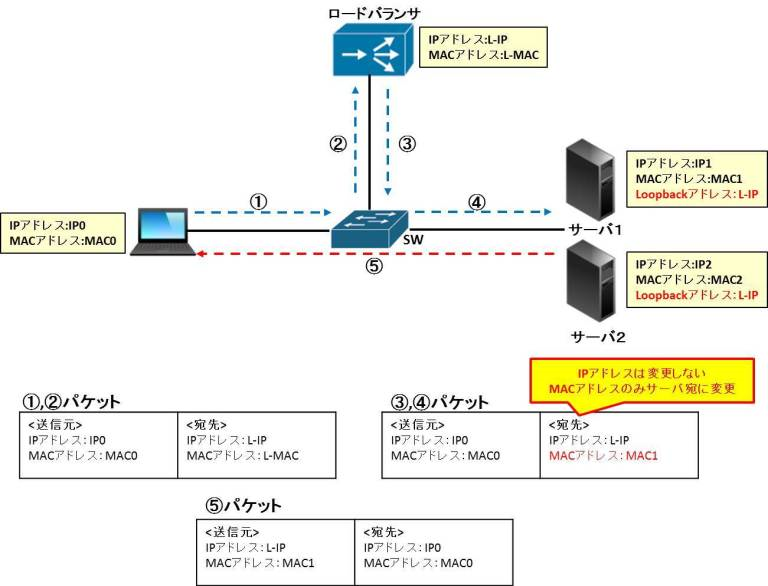 ロードバランサ
IPアドレス:L-IP
MACアドレス:L-MAC
②
③
①
④
IPアドレス:IP1
MACアドレス:MAC1
Loopbackアドレス:L-IP
サーバ1
IPアドレス:IP0
MACアドレス:MAC0
SW
⑤
IPアドレス:IP2
MACアドレス:MAC2
Loopbackアドレス:L-IP
サーバ2
IPアドレスは変更しない
MACアドレスのみサーバ宛に変更
①,②パケット
<送信元>
IPアドレス: IP0
MACアドレス: MAC0
<宛先>
IPアドレス: L-IP
MACアドレス: L-MAC
③,④パケット
<送信元>
IPアドレス: IP0
MACアドレス: MAC0
<宛先>
IPアドレス: L-IP
MACアドレス: MAC1
⑤パケット
<送信元>
IPアドレス: L-IP
MACアドレス: MAC1
<宛先>
IPアドレス: IP0
MACアドレス: MAC0